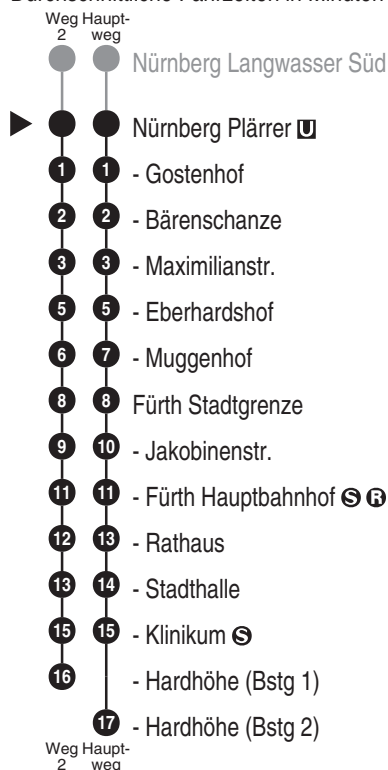 Durchschnittliche Fahrzeiten in Minuten
Weg 2 Haupt-weg
Nürnberg Langwasser Süd
Nürnberg Plärrer U
1 1 - Gostenhof
2 2 - Bärenschanze
3 3 - Maximilianstr.
5 5 - Eberhardshof
6 7 - Muggenhof
8 8 Fürth Stadtgrenze
9 10 - Jakobinenstr.
11 11 - Fürth Hauptbahnhof S R
12 13 - Rathaus
13 14 - Stadthalle
15 15 - Klinikum S
16 - Hardhöhe (Bstg 1)
17 - Hardhöhe (Bstg 2)
Weg 2 Haupt-weg